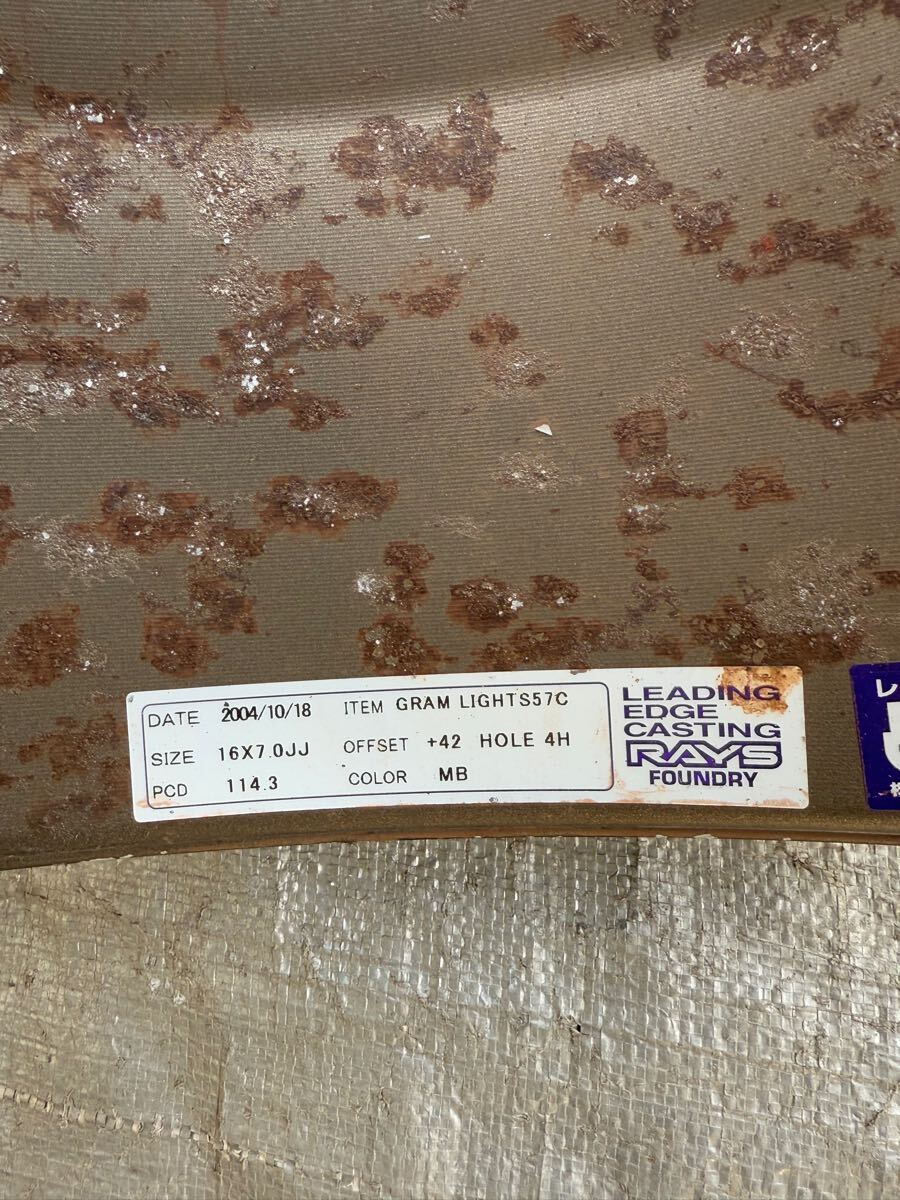 DATE 2004/10/18 ITEM GRAM LIGHTS57C
SIZE 16X7.0JJ OFFSET +42 HOLE 4H
PCD 114.3 COLOR MB
LEADING
EDGE
CASTING
RAYS
FOUNDRY
レ